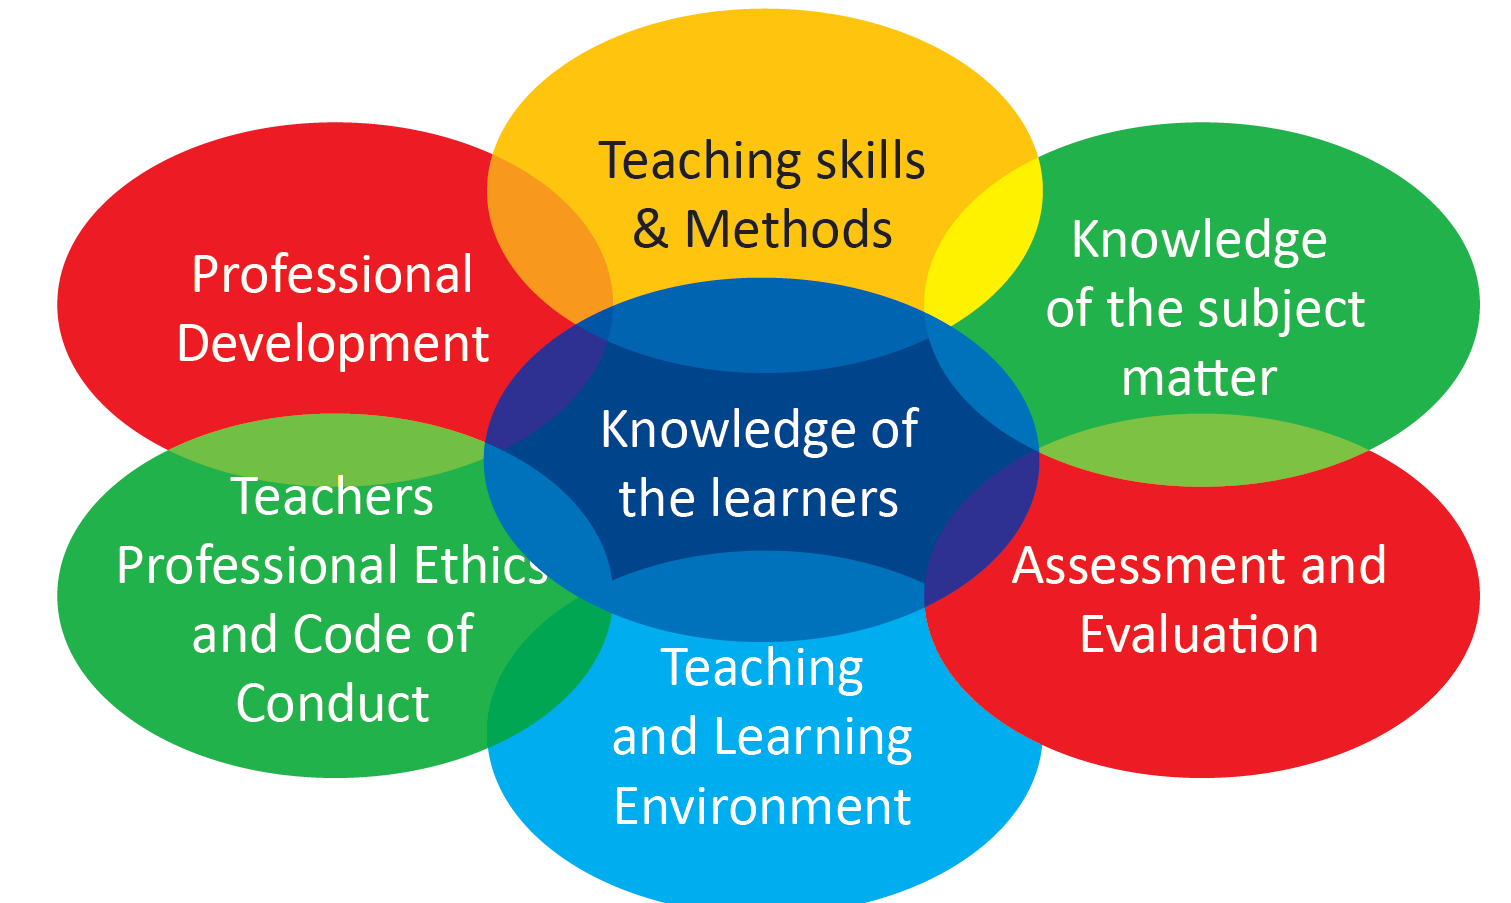 Teaching skills
& Methods
Professional
Development
Knowledge
of the subject
matter
Knowledge of
the learners
Teachers
Professional Ethics
and Code of
Conduct
Assessment and
Evaluation
Teaching
and Learning
Environment